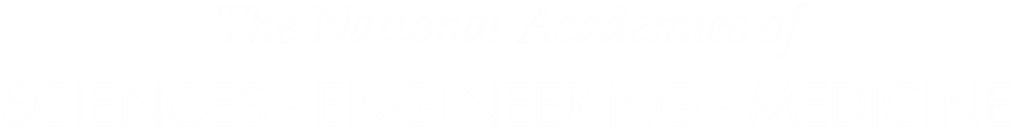 The National Academies of
SCIENCES • ENGINEERING • MEDICINE